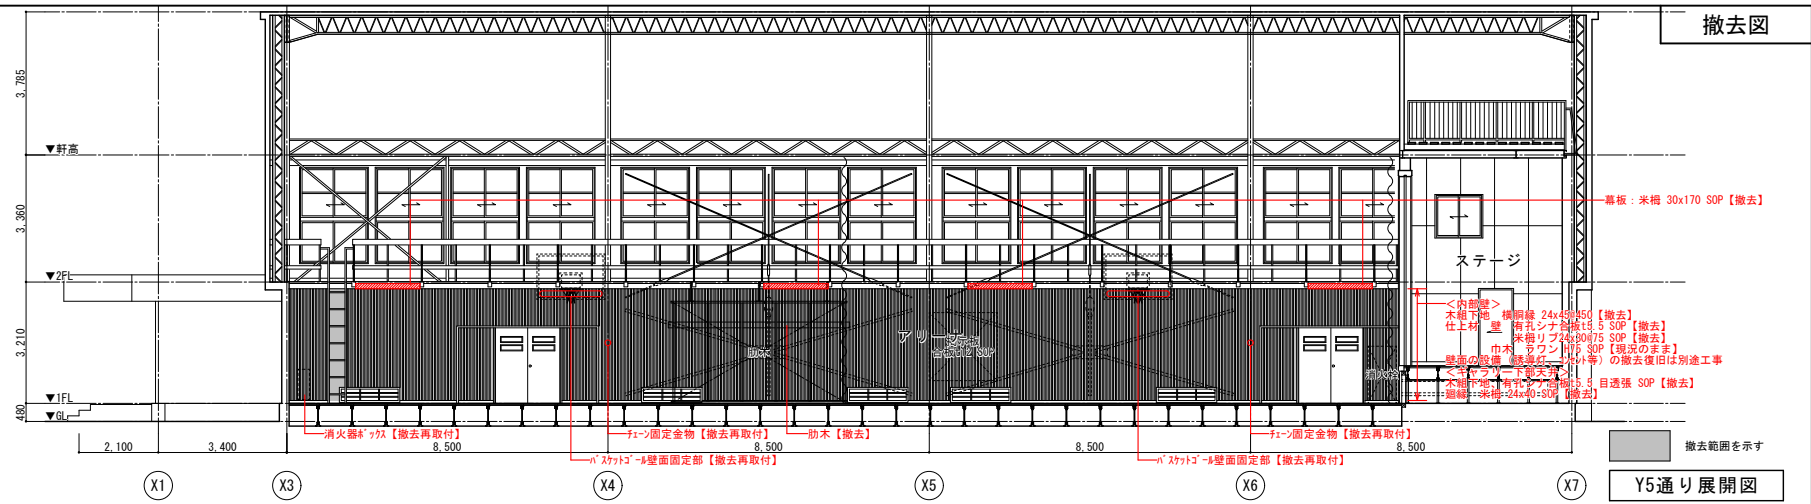 撤去図
3,785
▼軒高
3,360
幕板：米栂 30x170 SOP【撤去】
▼2FL
ステージ
3,210
＜内部壁＞
木組下地 横胴縁 24x45@450【撤去】
仕上材 壁 有孔シナ合板t5.5 SOP【撤去】
米栂リブ24x30@75 SOP【撤去】
巾木 ラワン H75 SOP【現況のまま】
壁面の設備（誘導灯、コンセント等）の撤去復旧は別途工事
＜ギャラリー下部天井＞
木組下地、有孔シナ合板t5.5 目透張 SOP【撤去】
廻縁 米栂 24x40 SOP【撤去】
アリーナ
掲示板
合板t12 SOP
肋木
消火栓
▼1FL
480
▼GL
消火器ボックス【撤去再取付】
チェーン固定金物【撤去再取付】
肋木【撤去】
チェーン固定金物【撤去再取付】
2,100
3,400
8,500
8,500
8,500
8,500
バスケットゴール壁面固定部【撤去再取付】
バスケットゴール壁面固定部【撤去再取付】
撤去範囲を示す
X1
X3
X4
X5
X6
X7
Y5通り展開図